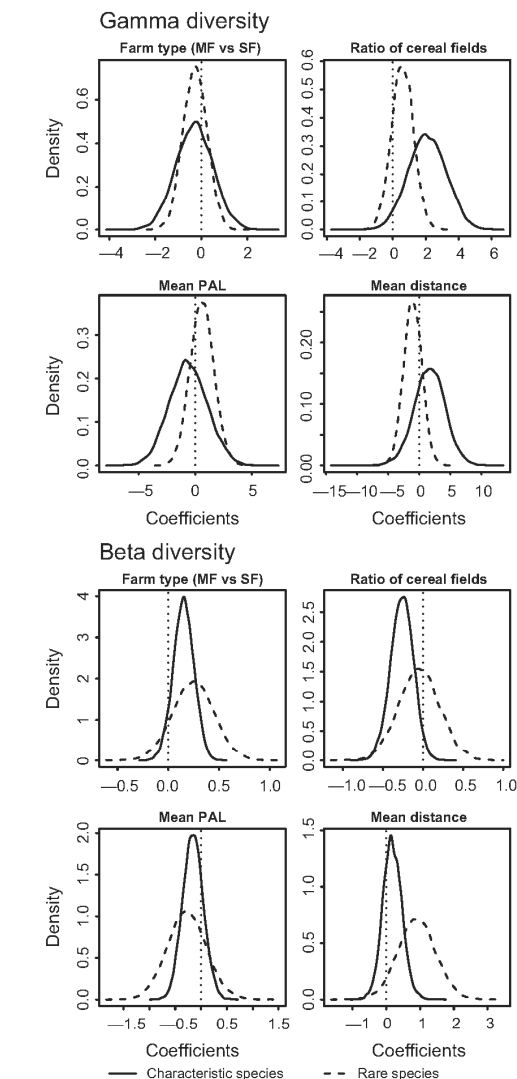 Gamma diversity
Farm type (MF vs SF)
Ratio of cereal fields
Density
0.0 0.2 0.4 0.6
0.0 0.1 0.2 0.3 0.4 0.5 0.6
—4 —2 0 2
—4 —2 0 2 4 6
Mean PAL
Mean distance
Density
0.0 0.1 0.2 0.3
0.00 0.10 0.20
—5 0 5
—15—10—5 0 5 10
Coefficients
Coefficients
Beta diversity
Farm type (MF vs SF)
Ratio of cereal fields
Density
0 1 2 3 4
0.0 0.5 1.0 1.5 2.0 2.5
—0.5 0.0 0.5 1.0
—1.0 —0.5 0.0 0.5 1.0
Mean PAL
Mean distance
Density
0.0 0.5 1.0 1.5 2.0
0.0 0.5 1.0 1.5
—1.5 —0.5 0.5 1.5
—1 0 1 2 3
Coefficients
Coefficients
Characteristic species
Rare species